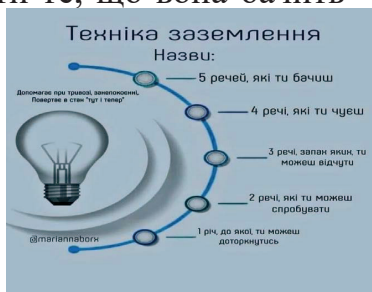 ти те, що вона бачить
Техніка заземлення
Назви:
5 речей, які ти бачиш
Допомагає при тривозі, занепокоєнні,
Повертає в стан "тут і тепер"
4 речі, які ти чуєш
3 речі, запах яких, ти
можеш відчути
2 речі, які ти можеш
спробувати
1 річ, до якої, ти можеш
доторкнутись
@mariannaborx